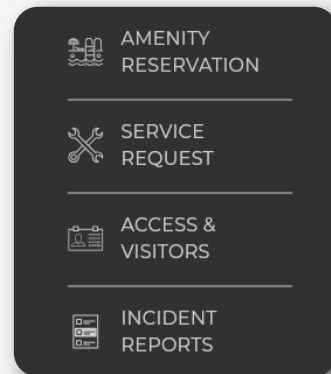 AMENITY
RESERVATION
SERVICE
REQUEST
ACCESS &
VISITORS
INCIDENT
REPORTS